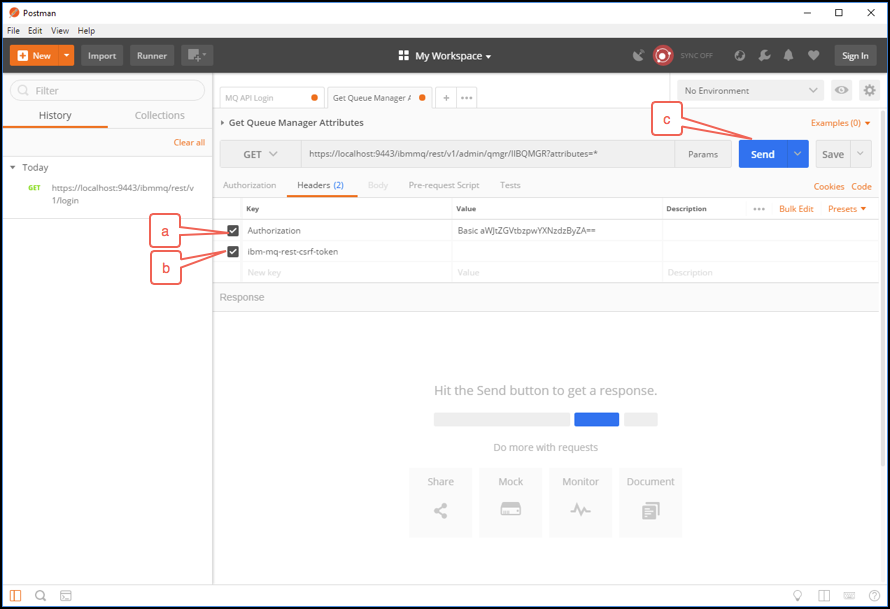 Postman
File Edit View Help
New Import Runner My Workspace SYNC OFF Sign In
Filter
History Collections
Clear all
Today
GET https://localhost:9443/ibmmq/rest/v
1/login
MQ API Login Get Queue Manager A + ••• No Environment
Get Queue Manager Attributes Examples (0)
c
GET https://localhost:9443/ibmmq/rest/v1/admin/qmgr/IIBQMGR?attributes=* Params Send Save
Authorization Headers (2) Body Pre-request Script Tests Cookies Code
Key Value Description ••• Bulk Edit Presets
a
Authorization Basic aWJtZGVtbzpwYXNzdzByZA==
b
ibm-mq-rest-csrf-token
New key Value Description
Response
Hit the Send button to get a response.
Do more with requests
Share Mock Monitor Document